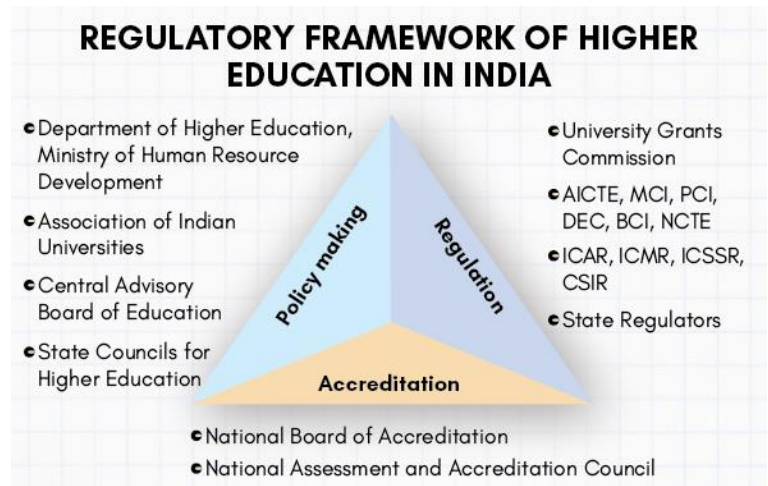 REGULATORY FRAMEWORK OF HIGHER
EDUCATION IN INDIA
Department of Higher Education,
Ministry of Human Resource
Development
Association of Indian
Universities
Central Advisory
Board of Education
State Councils for
Higher Education
Policy making
Regulation
Accreditation
University Grants
Commission
AICTE, MCI, PCI,
DEC, BCI, NCTE
ICAR, ICMR, ICSSR,
CSIR
State Regulators
National Board of Accreditation
National Assessment and Accreditation Council